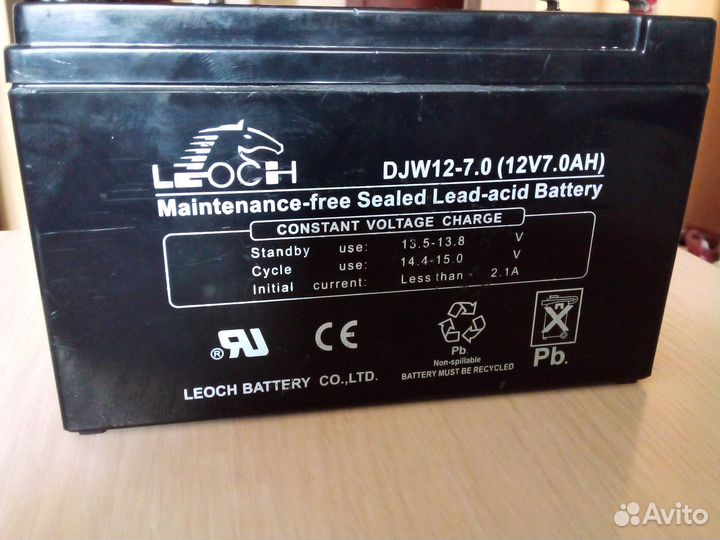 LEOCH
DJW12-7.0 (12V7.0AH)
Maintenance-free Sealed Lead-acid Battery
CONSTANT VOLTAGE CHARGE
Standby use: 13.5-13.8 V
Cycle use: 14.4-15.0 V
Initial current: Less than 2.1A
® RU
CE
Pb
Non-spillable
BATTERY MUST BE RECYCLED
Pb.
LEOCH BATTERY CO.,LTD.
Avito